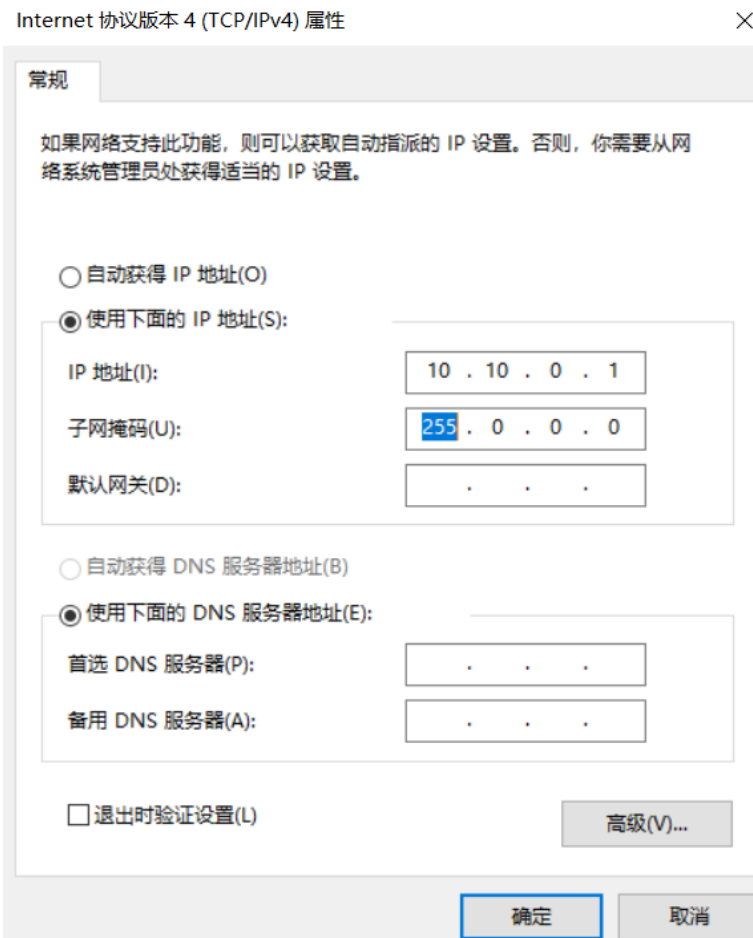 Internet 协议版本 4 (TCP/IPv4) 属性
常规
如果网络支持此功能，则可以获取自动指派的 IP 设置。否则，你需要从网
络系统管理员处获得适当的 IP 设置。
自动获得 IP 地址(O)
使用下面的 IP 地址(S):
IP 地址(I): 10 . 10 . 0 . 1
子网掩码(U): 255 . 0 . 0 . 0
默认网关(D): . . .
自动获得 DNS 服务器地址(B)
使用下面的 DNS 服务器地址(E):
首选 DNS 服务器(P): . . .
备用 DNS 服务器(A): . . .
退出时验证设置(L)
高级(V)...
确定 取消